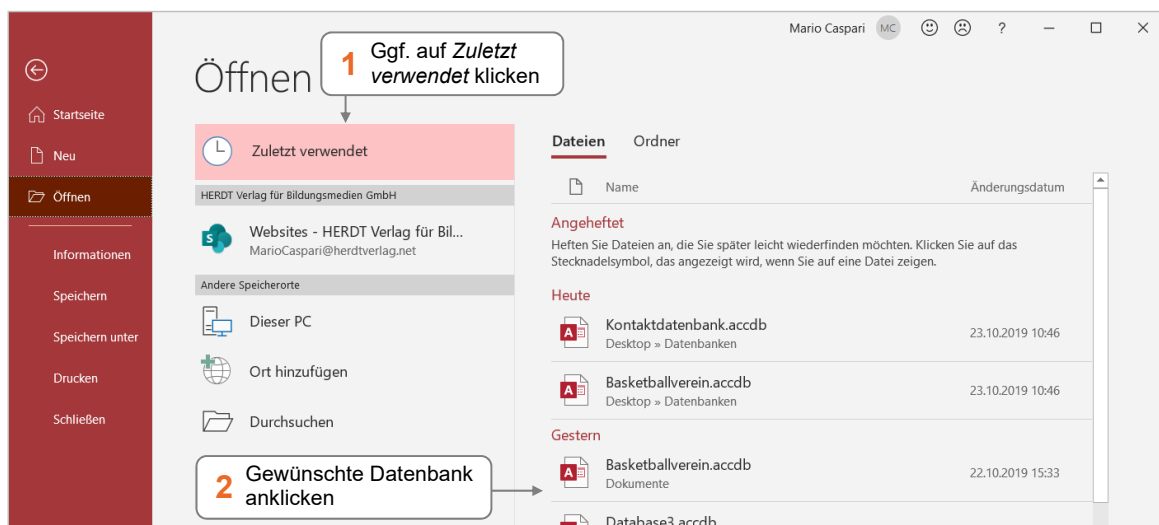 Mario Caspari MC ?
Öffnen
1 Ggf. auf Zuletzt
verwendet klicken
Startseite
Neu
Öffnen
Informationen
Speichern
Speichern unter
Drucken
Schließen
Zuletzt verwendet
HERDT Verlag für Bildungsmedien GmbH
Websites - HERDT Verlag für Bil...
MarioCaspari@herdtverlag.net
Andere Speicherorte
Dieser PC
Ort hinzufügen
Durchsuchen
2 Gewünschte Datenbank
anklicken
Dateien Ordner
Name Änderungsdatum
Angeheftet
Heften Sie Dateien an, die Sie später leicht wiederfinden möchten. Klicken Sie auf das
Stecknadelsymbol, das angezeigt wird, wenn Sie auf eine Datei zeigen.
Heute
Kontaktdatenbank.accdb 23.10.2019 10:46
Desktop » Datenbanken
Basketballverein.accdb 23.10.2019 10:46
Desktop » Datenbanken
Gestern
Basketballverein.accdb 22.10.2019 15:33
Dokumente
Database3.accdb